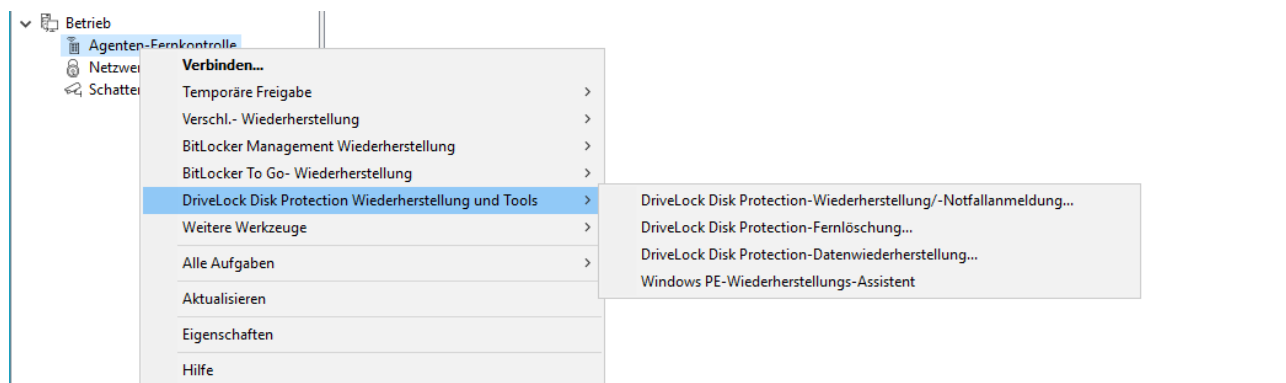 Betrieb
Agenten-Fernkontrolle
Netzwer
Schatter
Verbinden...
Temporäre Freigabe
Verschl.- Wiederherstellung
BitLocker Management Wiederherstellung
BitLocker To Go- Wiederherstellung
DriveLock Disk Protection Wiederherstellung und Tools
Weitere Werkzeuge
Alle Aufgaben
Aktualisieren
Eigenschaften
Hilfe
DriveLock Disk Protection-Wiederherstellung/-Notfallanmeldung...
DriveLock Disk Protection-Fernlöschung...
DriveLock Disk Protection-Datenwiederherstellung...
Windows PE-Wiederherstellungs-Assistent